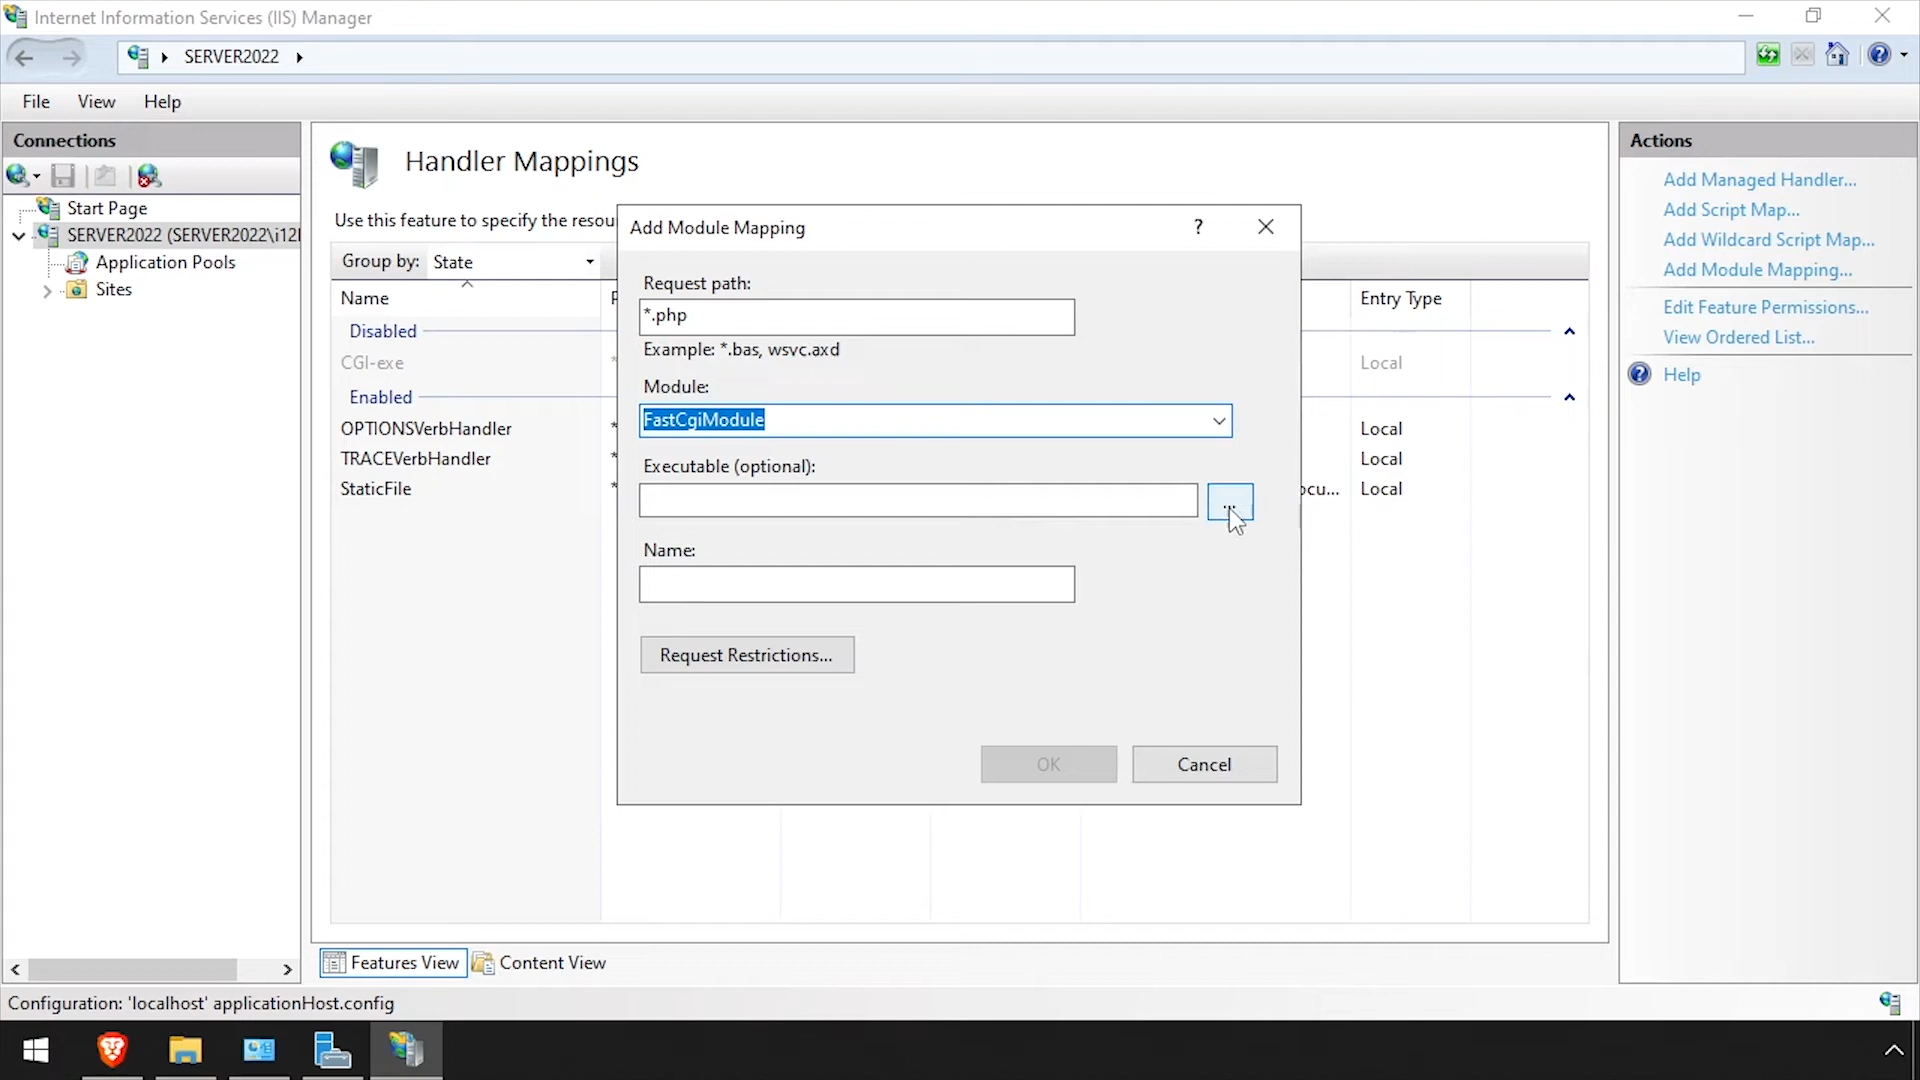 Internet Information Services (IIS) Manager
SERVER2022
File View Help
Connections
Start Page
SERVER2022 (SERVER2022\i12
Application Pools
Sites
Handler Mappings
Use this feature to specify the resou
Group by: State
Name
Entry Type
Disabled
CGI-exe
Local
Enabled
OPTIONSVerbHandler
Local
TRACEVerbHandler
Local
StaticFile
ocu...
Local
Add Module Mapping
?
Request path:
*.php
Example: *.bas, wsvc.axd
Module:
FastCgiModule
Executable (optional):
...
Name:
Request Restrictions...
OK
Cancel
Features View
Content View
Actions
Add Managed Handler...
Add Script Map...
Add Wildcard Script Map...
Add Module Mapping...
Edit Feature Permissions...
View Ordered List...
Help
Configuration: 'localhost' applicationHost.config